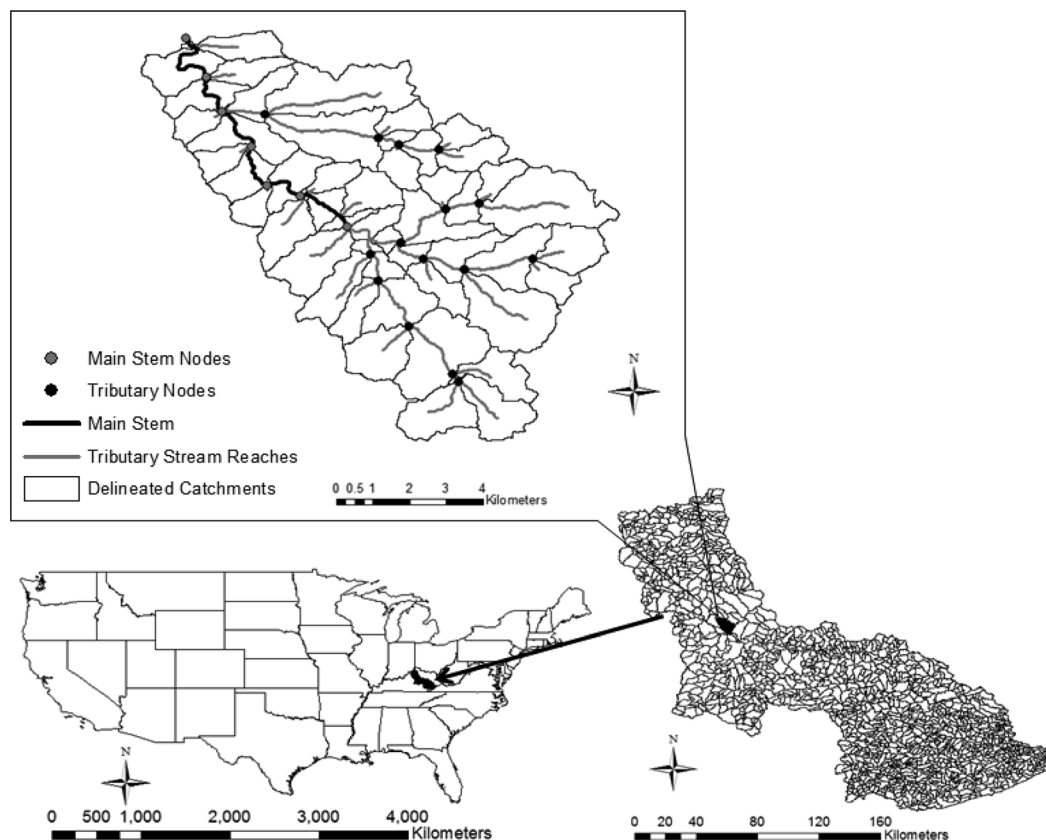 Main Stem Nodes
Tributary Nodes
Main Stem
Tributary Stream Reaches
Delineated Catchments
N
0 0.5 1 2 3 4
Kilometers
N
0 500 1,000 2,000 3,000 4,000
Kilometers
N
0 20 40 80 120 160
Kilometers